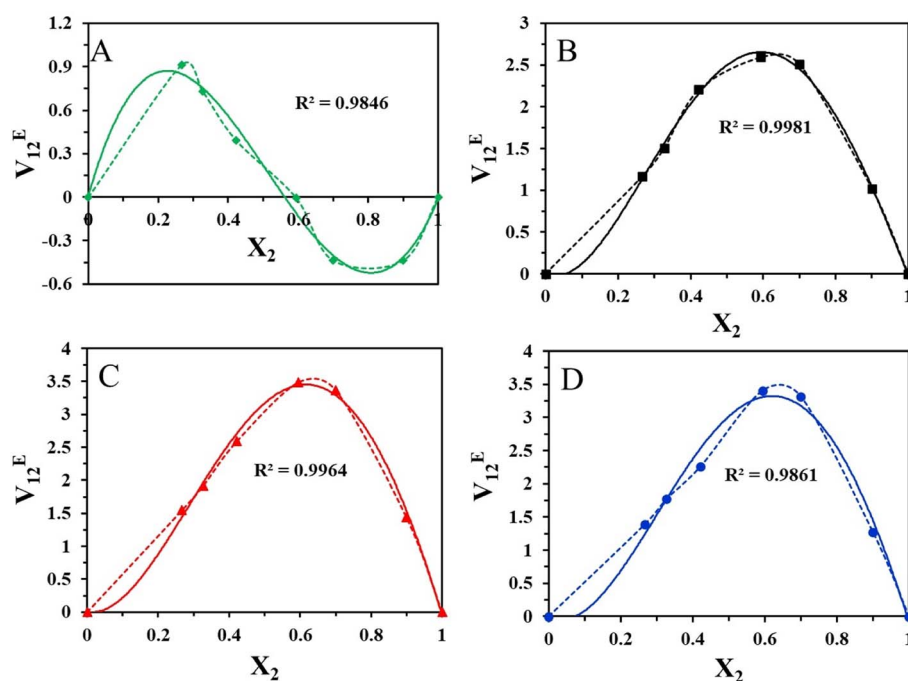 A
1.2
0.9
0.6
0.3
0
-0.3
-0.6
0 0.2 0.4 0.6 0.8 1
R² = 0.9846
V₁₂ᴱ
X₂
B
3
2.5
2
1.5
1
0.5
0
0 0.2 0.4 0.6 0.8 1
R² = 0.9981
V₁₂ᴱ
X₂
C
4
3.5
3
2.5
2
1.5
1
0.5
0
0 0.2 0.4 0.6 0.8 1
R² = 0.9964
V₁₂ᴱ
X₂
D
4
3.5
3
2.5
2
1.5
1
0.5
0
0 0.2 0.4 0.6 0.8 1
R² = 0.9861
V₁₂ᴱ
X₂